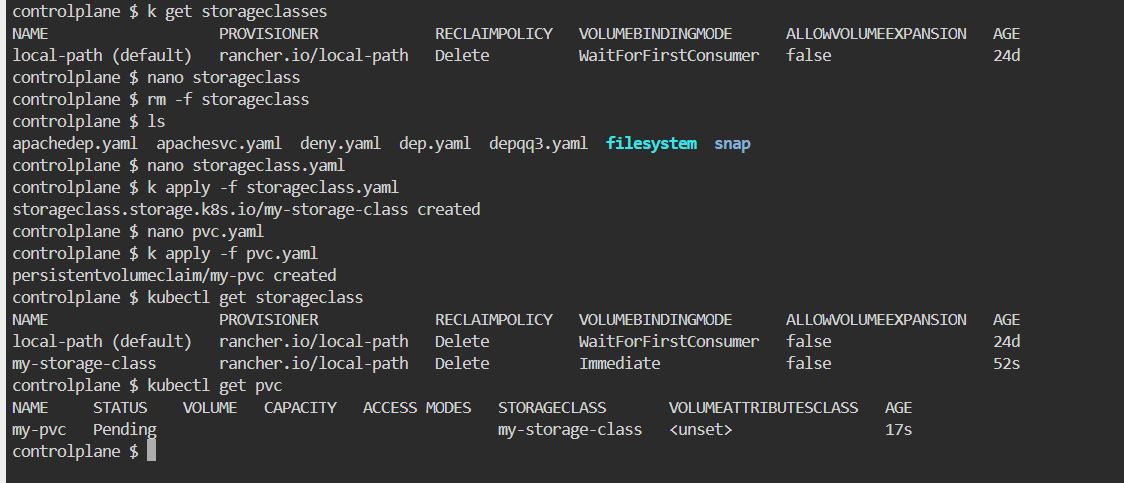 controlplane $ k get storageclasses
NAME PROVISIONER RECLAIMPOLICY VOLUMEBINDINGMODE ALLOWVOLUMEEXPANSION AGE
local-path (default) rancher.io/local-path Delete WaitForFirstConsumer false 24d
controlplane $ nano storageclass
controlplane $ rm -f storageclass
controlplane $ ls
apachedep.yaml apachesvc.yaml deny.yaml dep.yaml depqq3.yaml filesystem snap
controlplane $ nano storageclass.yaml
controlplane $ k apply -f storageclass.yaml
storageclass.storage.k8s.io/my-storage-class created
controlplane $ nano pvc.yaml
controlplane $ k apply -f pvc.yaml
persistentvolumeclaim/my-pvc created
controlplane $ kubectl get storageclass
NAME PROVISIONER RECLAIMPOLICY VOLUMEBINDINGMODE ALLOWVOLUMEEXPANSION AGE
local-path (default) rancher.io/local-path Delete WaitForFirstConsumer false 24d
my-storage-class rancher.io/local-path Delete Immediate false 52s
controlplane $ kubectl get pvc
NAME STATUS VOLUME CAPACITY ACCESS MODES STORAGECLASS VOLUMEATTRIBUTESCLASS AGE
my-pvc Pending my-storage-class <unset> 17s
controlplane $